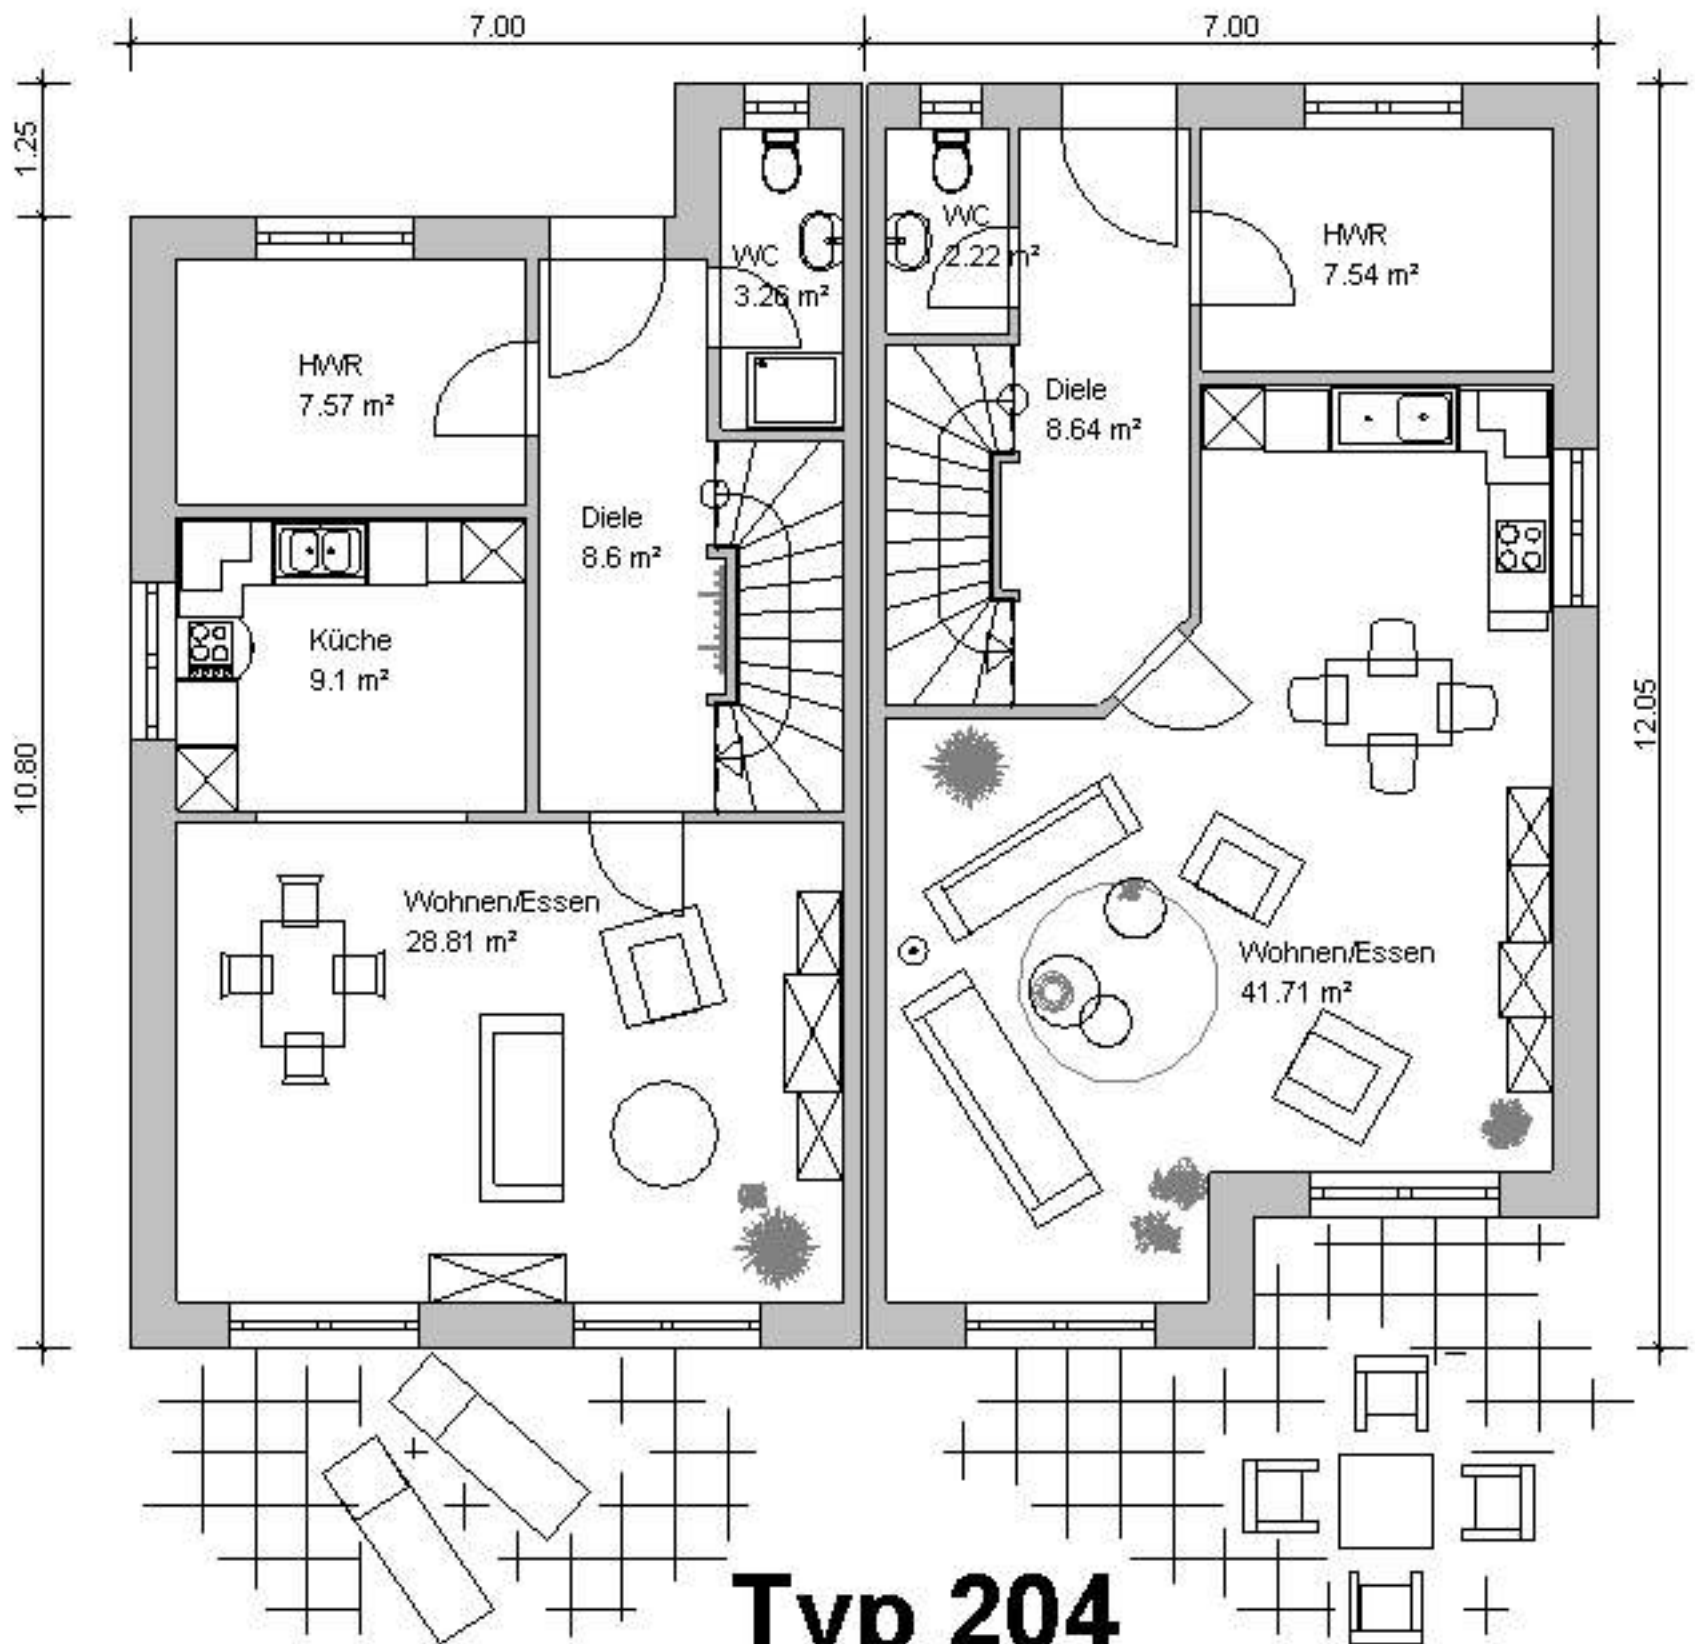 7.00
7.00
1.25
10.80
12.05
WC
3.26 m²
WC
2.22 m²
HWR
7.54 m²
HWR
7.57 m²
Diele
8.64 m²
Diele
8.6 m²
Küche
9.1 m²
Wohnen/Essen
28.81 m²
Wohnen/Essen
41.71 m²
Typ 204